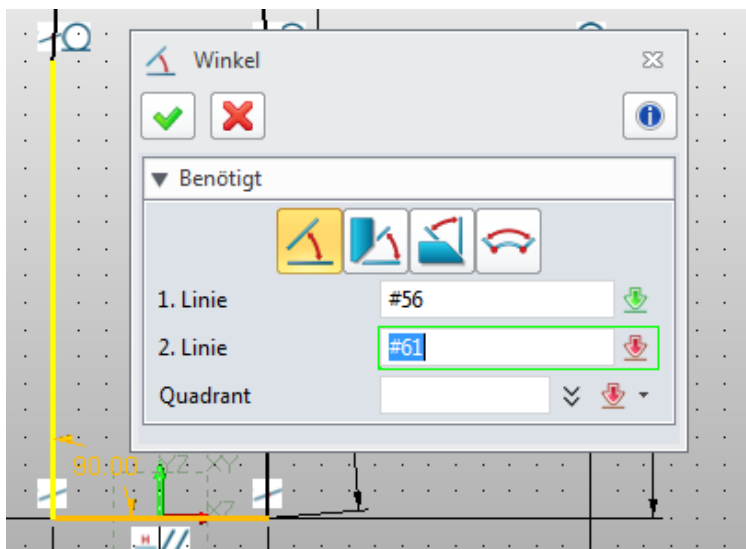 Winkel
Benötigt
1. Linie #56
2. Linie #61
Quadrant
90.00 YZ XY
XZ
H